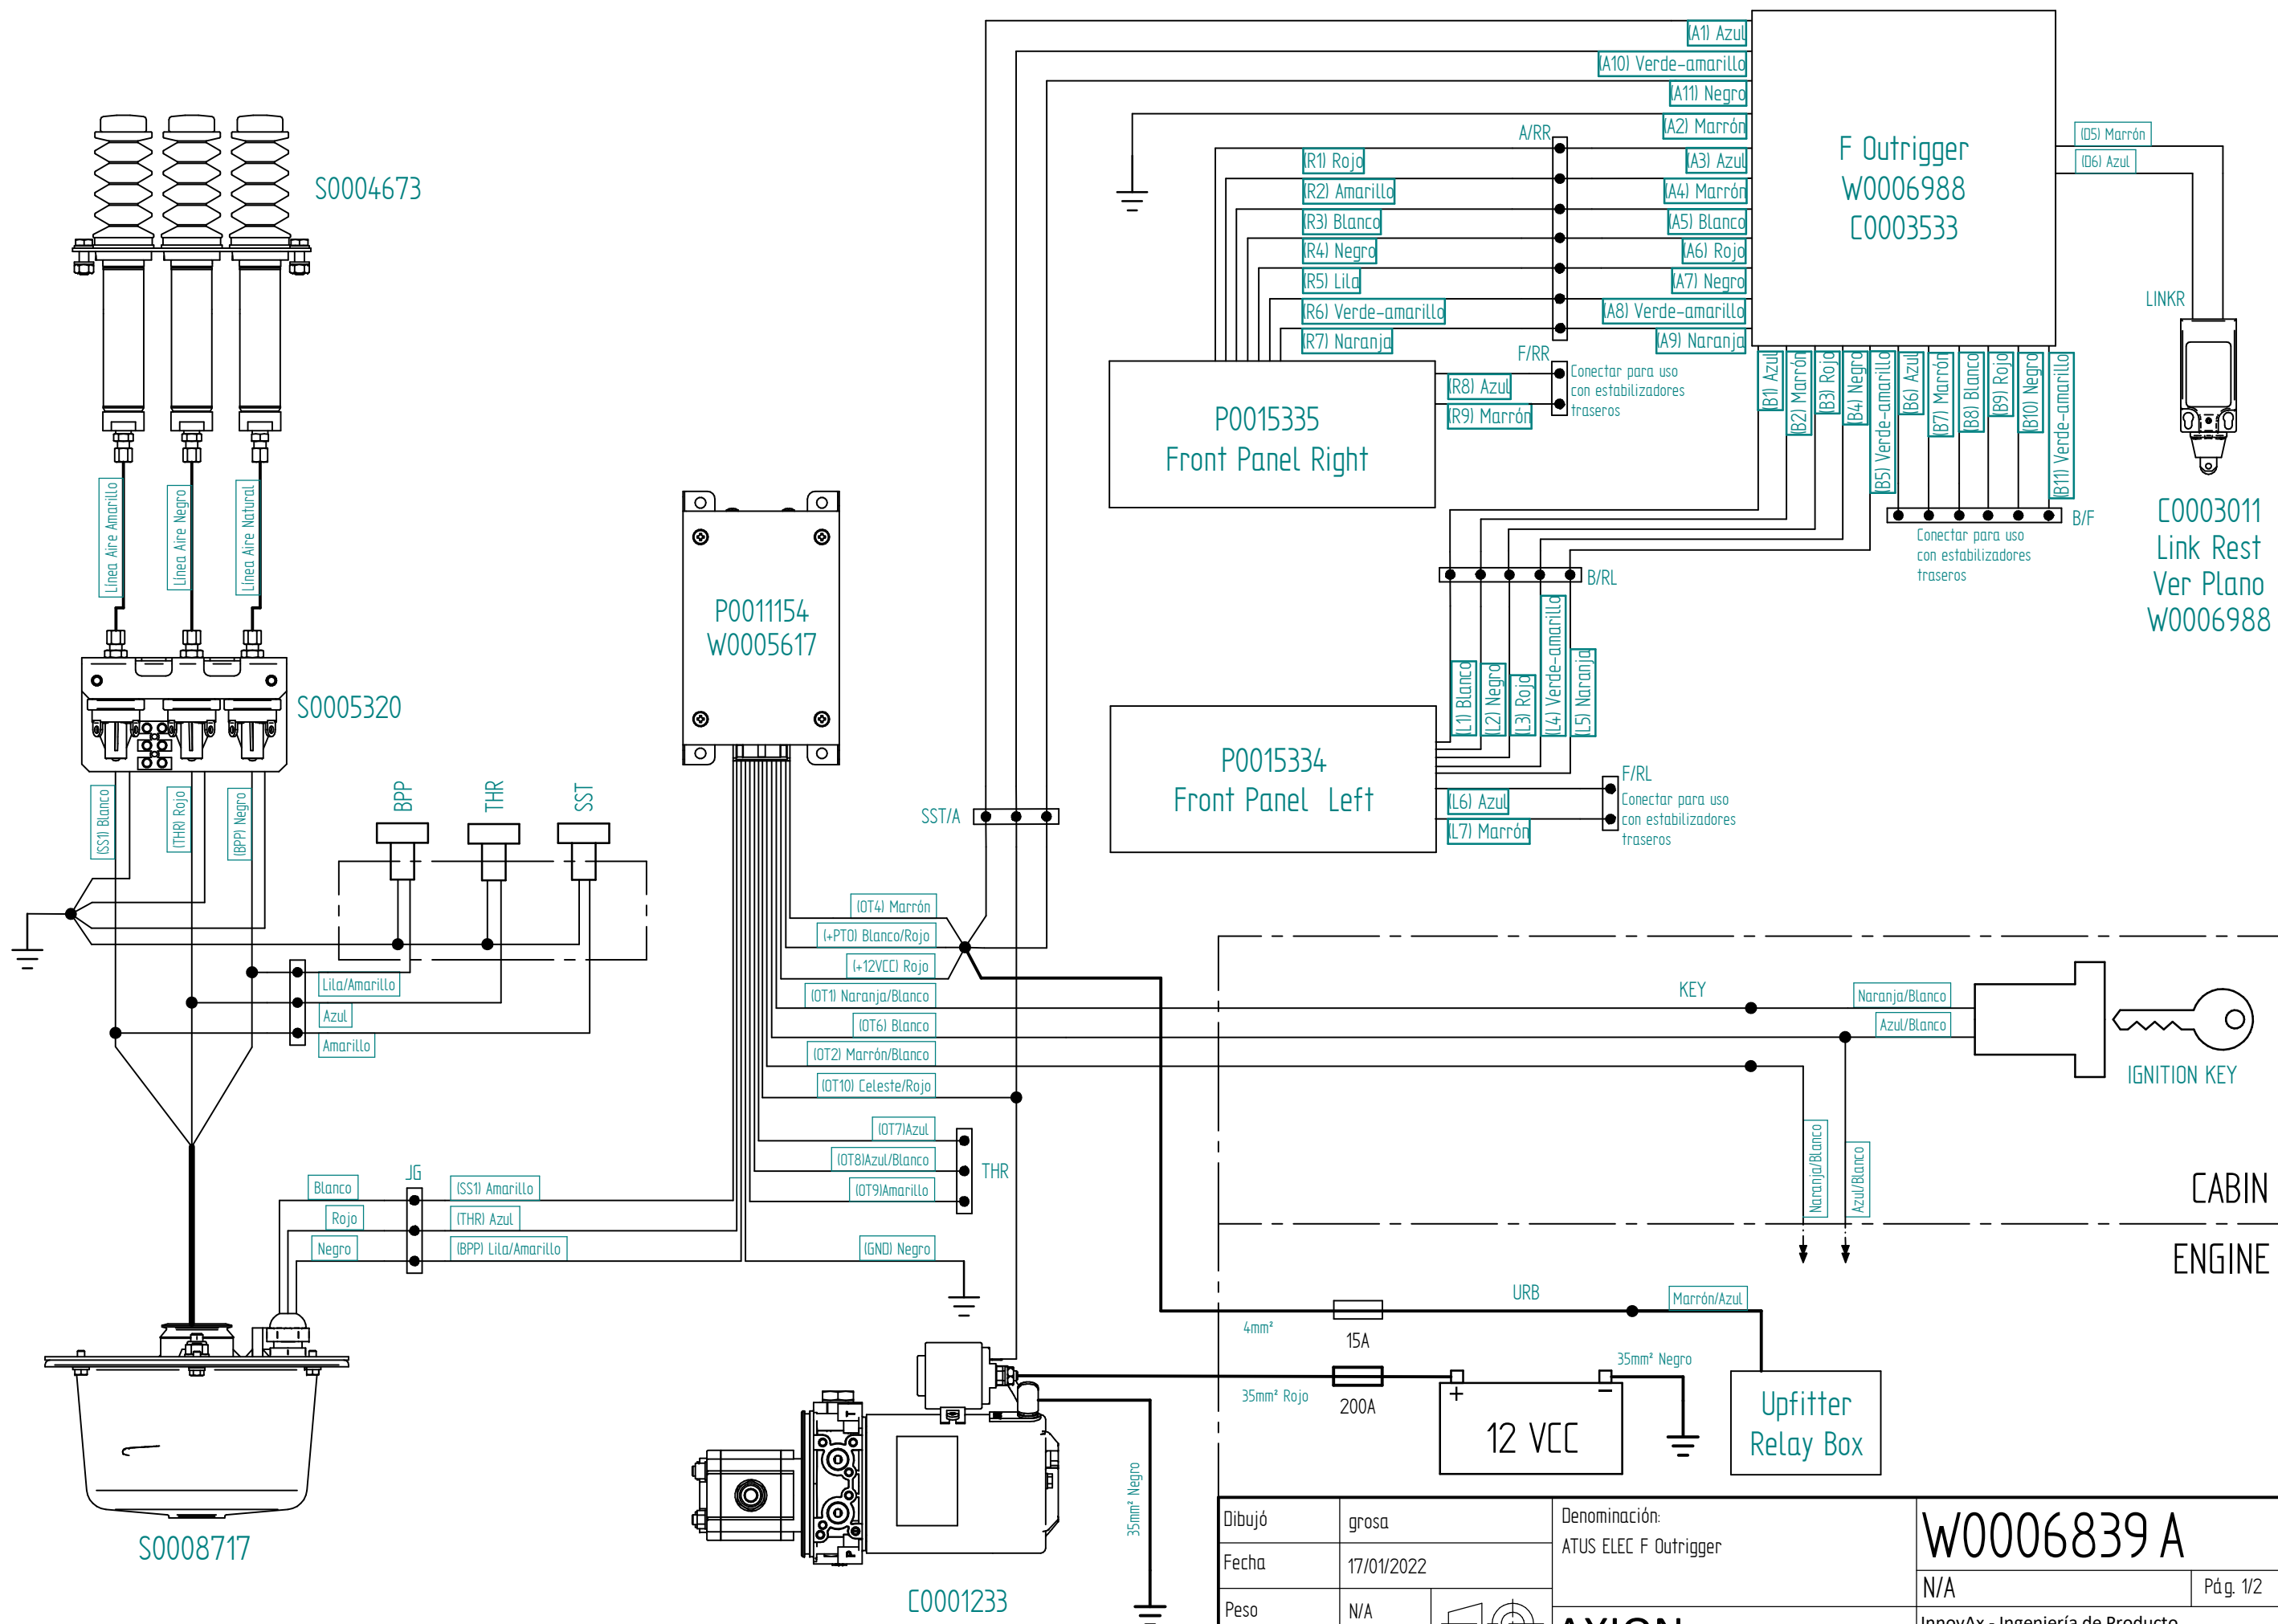 (A1) Azul
(A10) Verde-amarillo
(A11) Negro
(A2) Marrón
(A3) Azul
(A4) Marrón
(A5) Blanco
(A6) Rojo
(A7) Negro
(A8) Verde-amarillo
(A9) Naranja
A/RR
(R1) Rojo
(R2) Amarillo
(R3) Blanco
(R4) Negro
(R5) Lila
(R6) Verde-amarillo
(R7) Naranja
F Outrigger
W0006988
C0003533
(D5) Marrón
(D6) Azul
LINKR
C0003011
Link Rest
Ver Plano
W0006988
F/RR
(R8) Azul
(R9) Marrón
Conectar para uso
con estabilizadores
traseros
P0015335
Front Panel Right
(B1) Azul
(B2) Marrón
(B3) Rojo
(B4) Negro
(B5) Verde-amarillo
(B6) Azul
(B7) Marrón
(B8) Blanco
(B9) Rojo
(B10) Negro
(B11) Verde-amarillo
B/F
Conectar para uso
con estabilizadores
traseros
B/RL
(L1) Blanco
(L2) Negro
(L3) Rojo
(L4) Verde-amarillo
(L5) Naranja
P0015334
Front Panel Left
F/RL
(L6) Azul
(L7) Marrón
Conectar para uso
con estabilizadores
traseros
S0004673
Línea Aire Amarillo
Línea Aire Negro
Línea Aire Natural
S0005320
(SS1) Blanco
(THR) Rojo
(BPP) Negro
BPP
THR
SST
Lila/Amarillo
Azul
Amarillo
P0011154
W0005617
SST/A
(OT4) Marrón
(+PTO) Blanco/Rojo
(+12VCC) Rojo
(OT1) Naranja/Blanco
(OT6) Blanco
(OT2) Marrón/Blanco
(OT10) Celeste/Rojo
(OT7)Azul
(OT8)Azul/Blanco
(OT9)Amarillo
THR
(GND) Negro
JG
Blanco
Rojo
Negro
(SS1) Amarillo
(THR) Azul
(BPP) Lila/Amarillo
S0008717
KEY
Naranja/Blanco
Azul/Blanco
IGNITION KEY
Naranja/Blanco
Azul/Blanco
CABIN
ENGINE
URB
Marrón/Azul
4mm²
15A
35mm² Rojo
200A
35mm² Negro
+
-
12 VCC
Upfitter
Relay Box
T
P
35mm² Negro
C0001233
Dibujó
grosa
Fecha
17/01/2022
Peso
N/A
Denominación:
ATUS ELEC F Outrigger
W0006839 A
N/A
Pág. 1/2